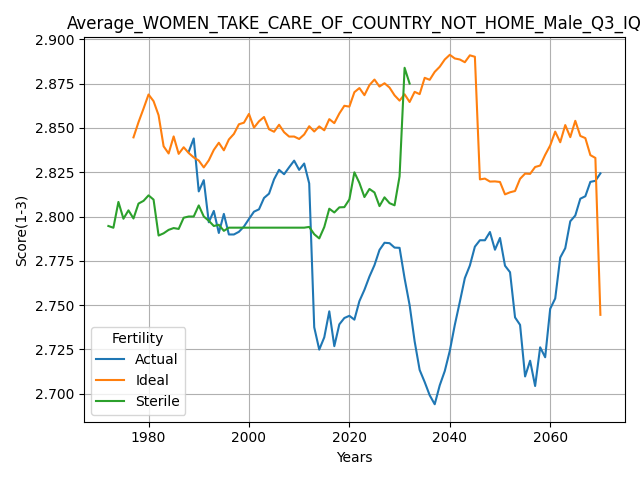 Average_WOMEN_TAKE_CARE_OF_COUNTRY_NOT_HOME_Male_Q3_IQ
2.900
2.875
2.850
2.825
2.800
2.775
2.750
2.725
2.700
Score(1-3)
Fertility
Actual
Ideal
Sterile
1980 2000 2020 2040 2060
Years